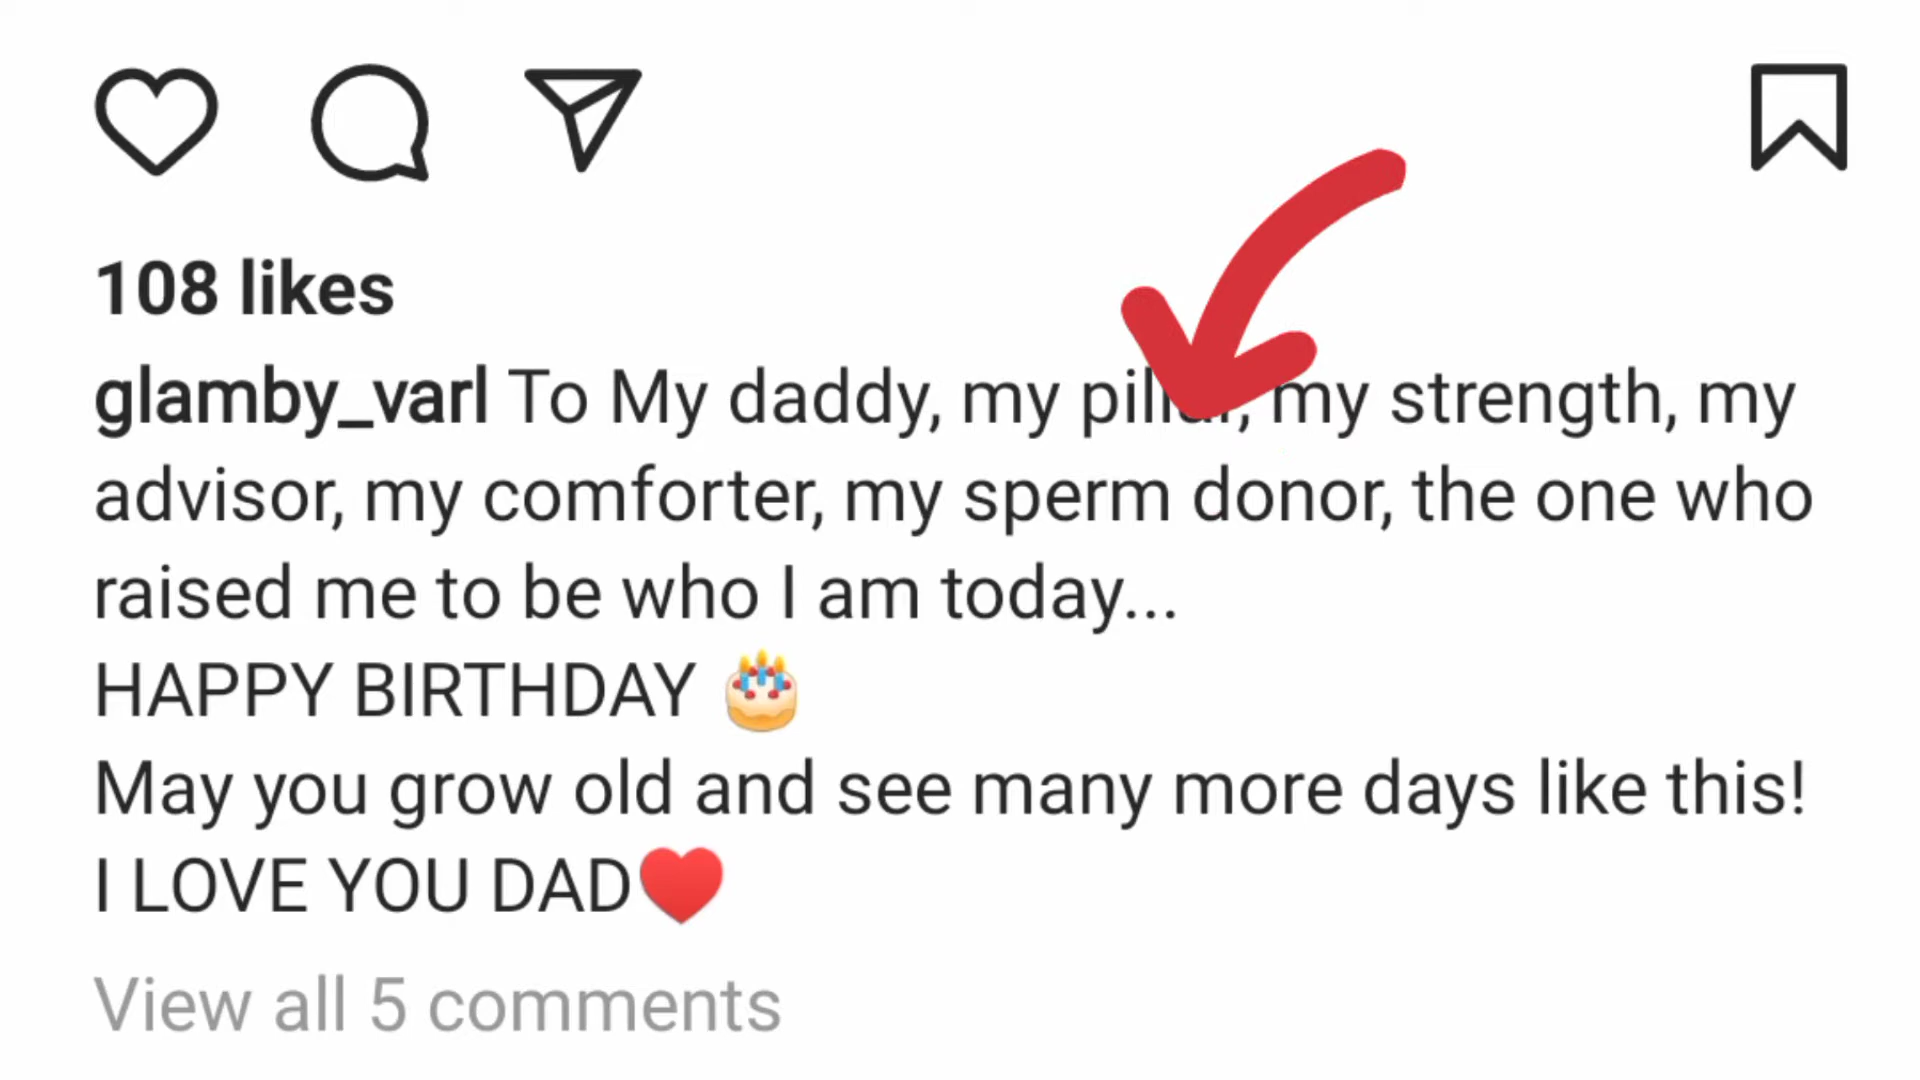 108 likes
glamby_varl To My daddy, my pillar, my strength, my
advisor, my comforter, my sperm donor, the one who
raised me to be who I am today...
HAPPY BIRTHDAY 🎂
May you grow old and see many more days like this!
I LOVE YOU DAD❤️
View all 5 comments